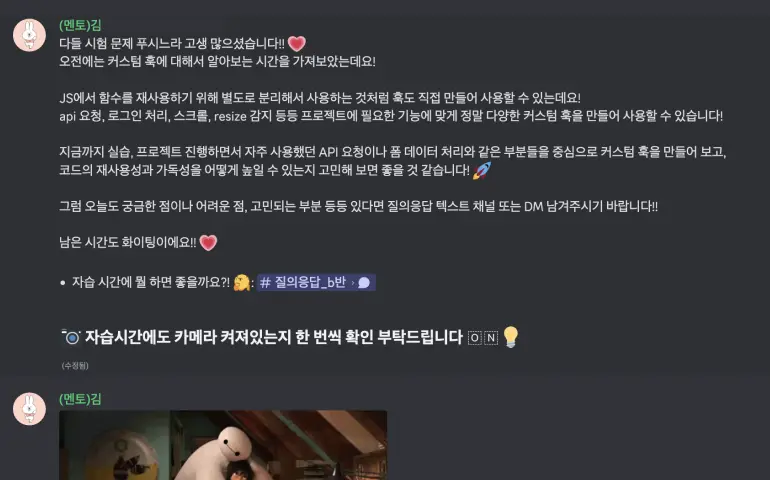 (멘토)김
다들 시험 문제 푸시느라 고생 많으셨습니다!! 💗
오전에는 커스텀 훅에 대해서 알아보는 시간을 가져보았는데요!
JS에서 함수를 재사용하기 위해 별도로 분리해서 사용하는 것처럼 훅도 직접 만들어 사용할 수 있는데요!
api 요청, 로그인 처리, 스크롤, resize 감지 등등 프로젝트에 필요한 기능에 맞게 정말 다양한 커스텀 훅을 만들어 사용할 수 있습니다!
지금까지 실습, 프로젝트 진행하면서 자주 사용했던 API 요청이나 폼 데이터 처리와 같은 부분들을 중심으로 커스텀 훅을 만들어 보고,
코드의 재사용성과 가독성을 어떻게 높일 수 있는지 고민해 보면 좋을 것 같습니다! 🚀
그럼 오늘도 궁금한 점이나 어려운 점, 고민되는 부분 등등 있다면 질의응답 텍스트 채널 또는 DM 남겨주시기 바랍니다!!
남은 시간도 화이팅이에요!! 💗
• 자습 시간에 뭘 하면 좋을까요?! 🤔: # 질의응답_b반 ›
📷 자습시간에도 카메라 켜져있는지 한 번씩 확인 부탁드립니다 🇴 🇳 💡
(수정됨)
(멘토)김